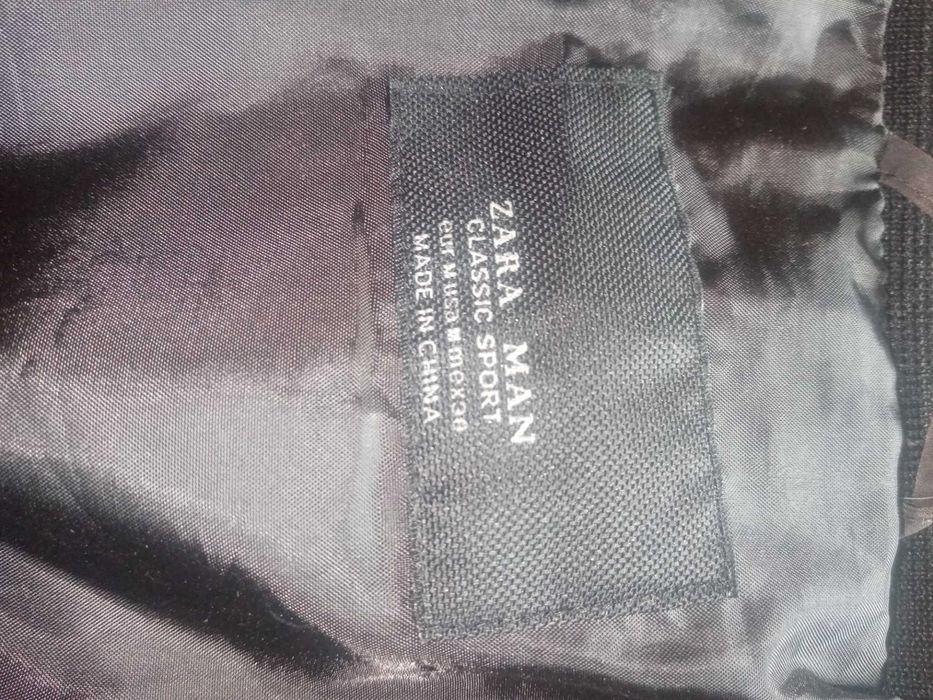 ZARA MAN
CLASSIC SPORT
eur M usa M mex 38
MADE IN CHINA